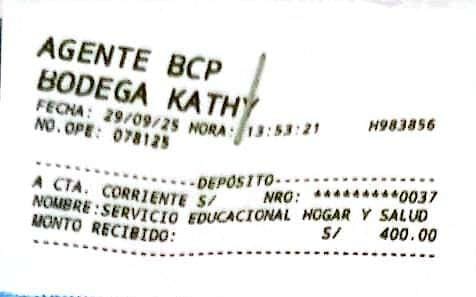 AGENTE BCP
BODEGA KATHY
FECHA: 29/09/25 HORA: 13:53:21 H983856
NO.OPE: 078125
--------------------DEPOSITO--------------------
A CTA. CORRIENTE S/ NRO: *********0037
NOMBRE:SERVICIO EDUCACIONAL HOGAR Y SALUD
MONTO RECIBIDO: S/ 400.00
------------------------------------------------